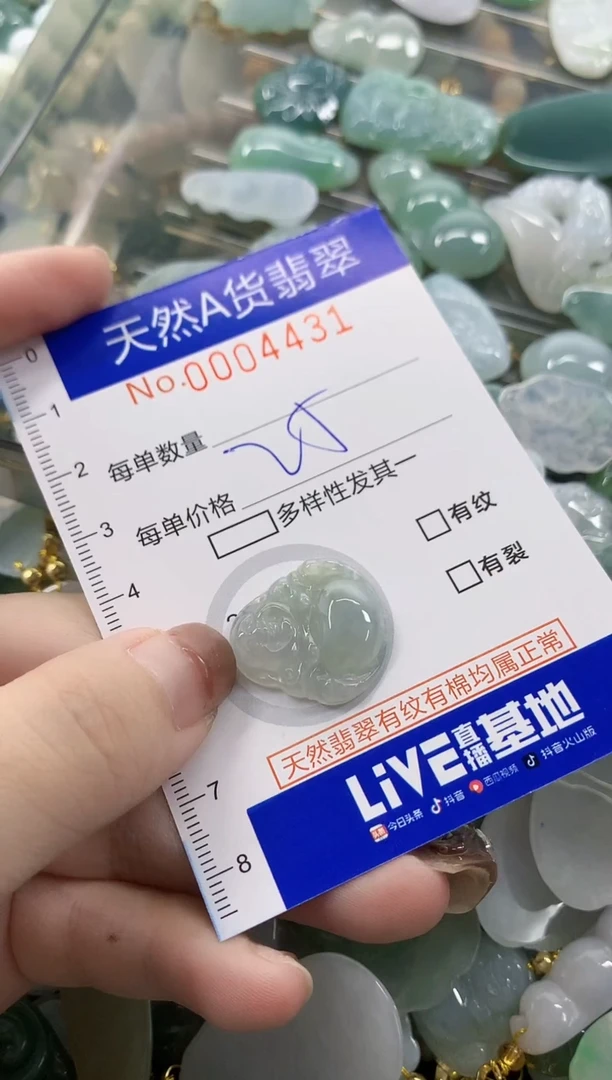 天然A货翡翠
No.0004431
每单数量
每单价格
多样性发其一
有纹
有裂
天然翡翠有纹有棉均属正常
LiVE直播基地
今日头条 抖音 西瓜视频 抖音火山版
0
1
2
3
4
7
8